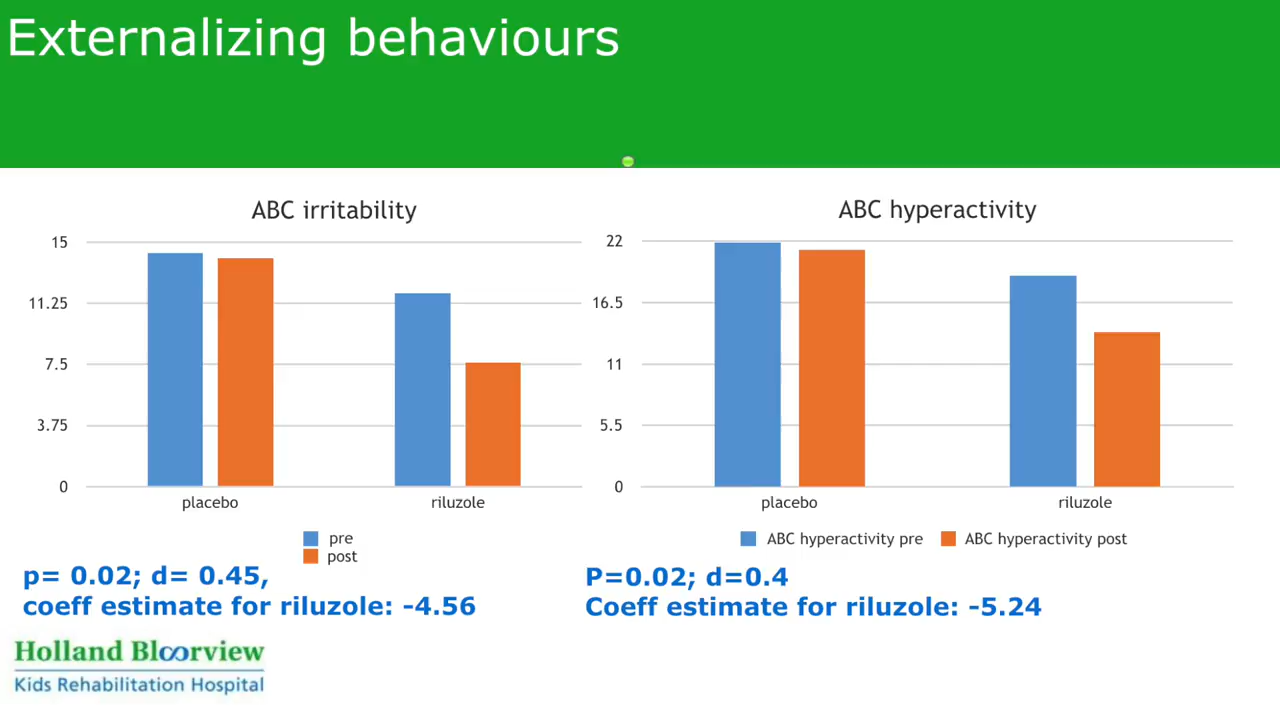 Externalizing behaviours
ABC irritability
15
11.25
7.5
3.75
0
placebo
riluzole
pre
post
p= 0.02; d= 0.45,
coeff estimate for riluzole: -4.56
ABC hyperactivity
22
16.5
11
5.5
0
placebo
riluzole
ABC hyperactivity pre
ABC hyperactivity post
P=0.02; d=0.4
Coeff estimate for riluzole: -5.24
Holland Bloorview
Kids Rehabilitation Hospital